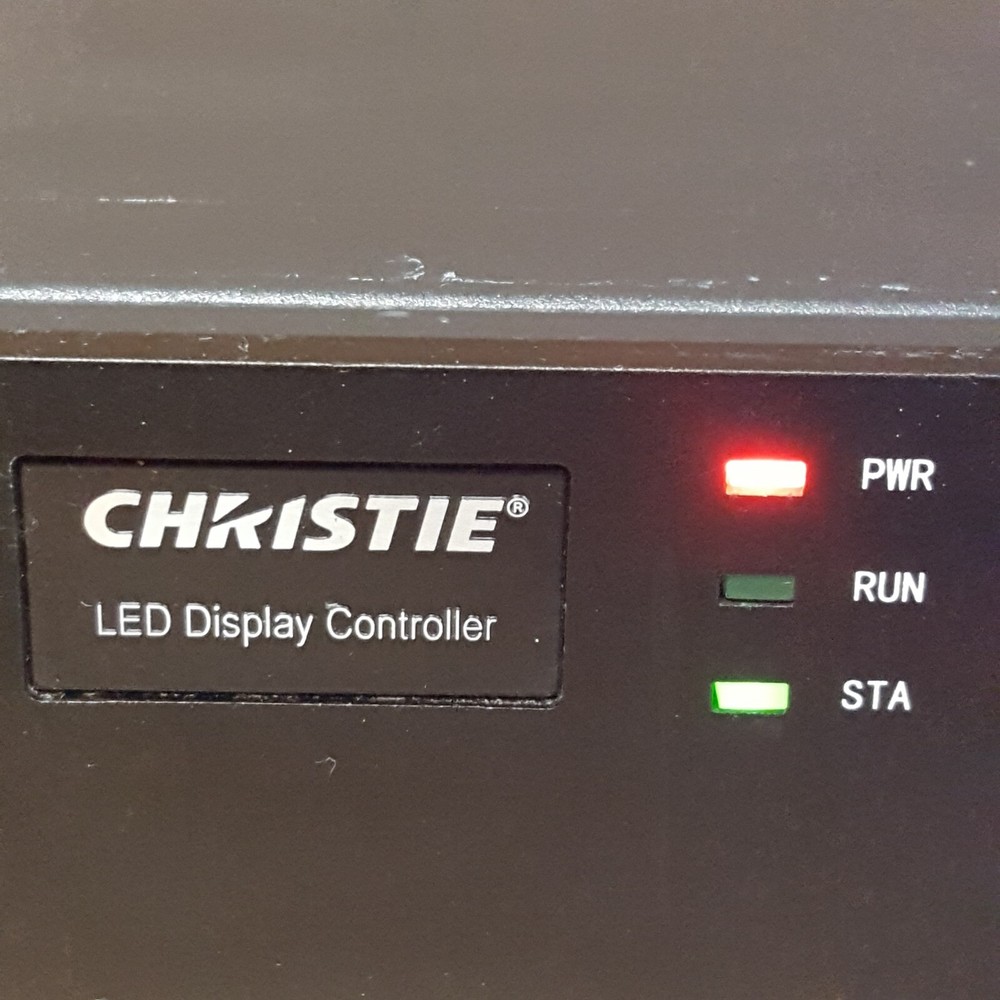 CHRISTIE®
LED Display Controller
PWR
RUN
STA